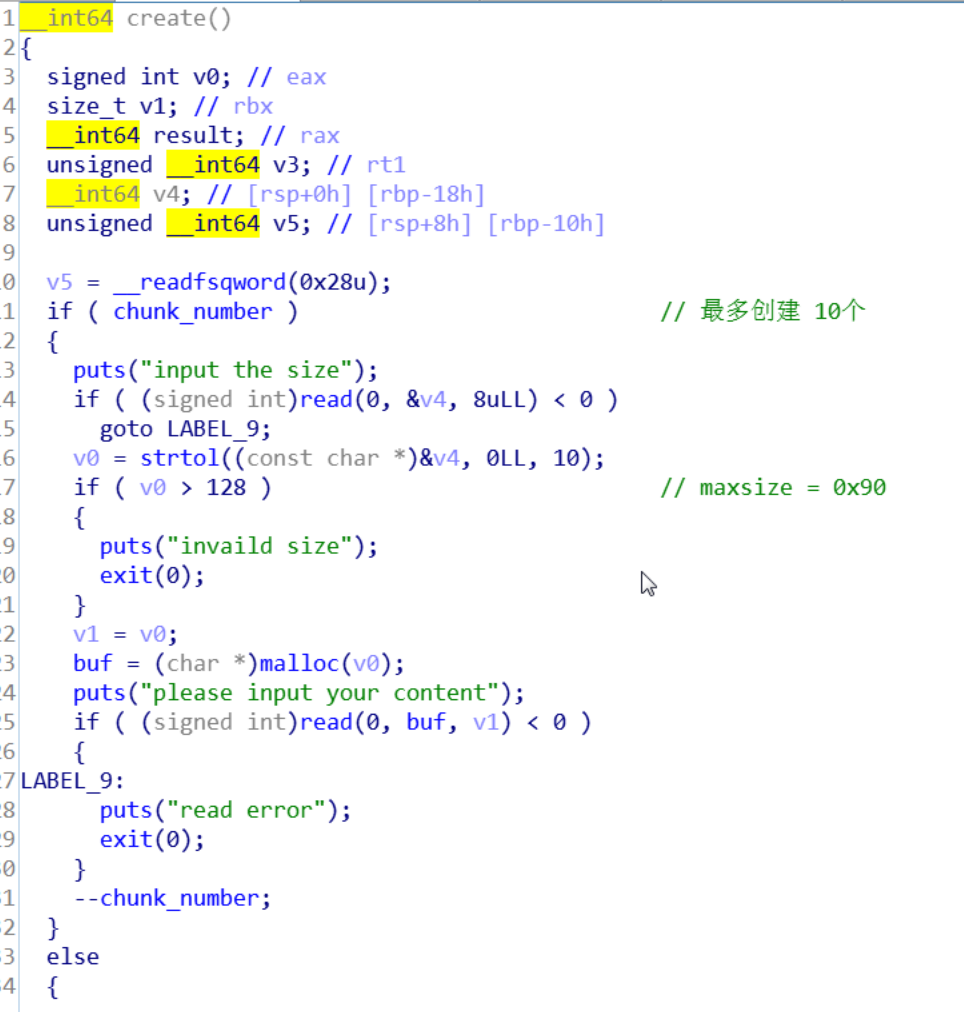 1 __int64 create()
2 {
3 signed int v0; // eax
4 size_t v1; // rbx
5 __int64 result; // rax
6 unsigned __int64 v3; // rt1
7 __int64 v4; // [rsp+0h] [rbp-18h]
8 unsigned __int64 v5; // [rsp+8h] [rbp-10h]
9
0 v5 = __readfsqword(0x28u);
1 if ( chunk_number ) // 最多创建 10个
2 {
3 puts("input the size");
4 if ( (signed int)read(0, &v4, 8uLL) < 0 )
5 goto LABEL_9;
6 v0 = strtol((const char *)&v4, 0LL, 10);
7 if ( v0 > 128 ) // maxsize = 0x90
8 {
9 puts("invaild size");
0 exit(0);
1 }
2 v1 = v0;
3 buf = (char *)malloc(v0);
4 puts("please input your content");
5 if ( (signed int)read(0, buf, v1) < 0 )
6 {
7 LABEL_9:
8 puts("read error");
9 exit(0);
0 }
1 --chunk_number;
2 }
3 else
4 {